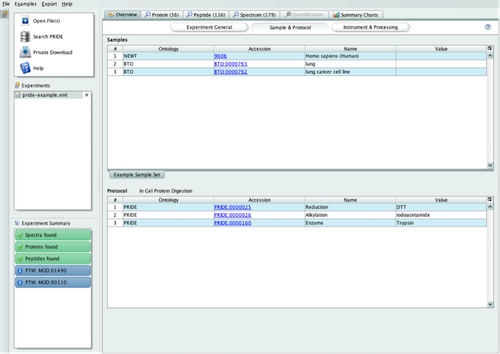 File Examples Export Help
Open File(s)
Search PRIDE
Private Download
Help
Experiments
pride-example.xml
Experiment Summary
Spectra found
Proteins found
Peptides found
PTM: MOD:01490
PTM: MOD:00110
Overview Protein (36) Peptide (136) Spectrum (179) Quantification Summary Charts
Experiment General Sample & Protocol Instrument & Processing
Samples
# Ontology Accession Name Value
1 NEWT 9606 Homo sapiens (Human)
2 BTO BTO:0000763 lung
3 BTO BTO:0000762 lung cancer cell line
Example Sample Set
Protocol In Gel Protein Digestion
# Ontology Accession Name Value
1 PRIDE PRIDE:0000025 Reduction DTT
2 PRIDE PRIDE:0000026 Alkylation iodoacetamide
3 PRIDE PRIDE:0000160 Enzyme Trypsin